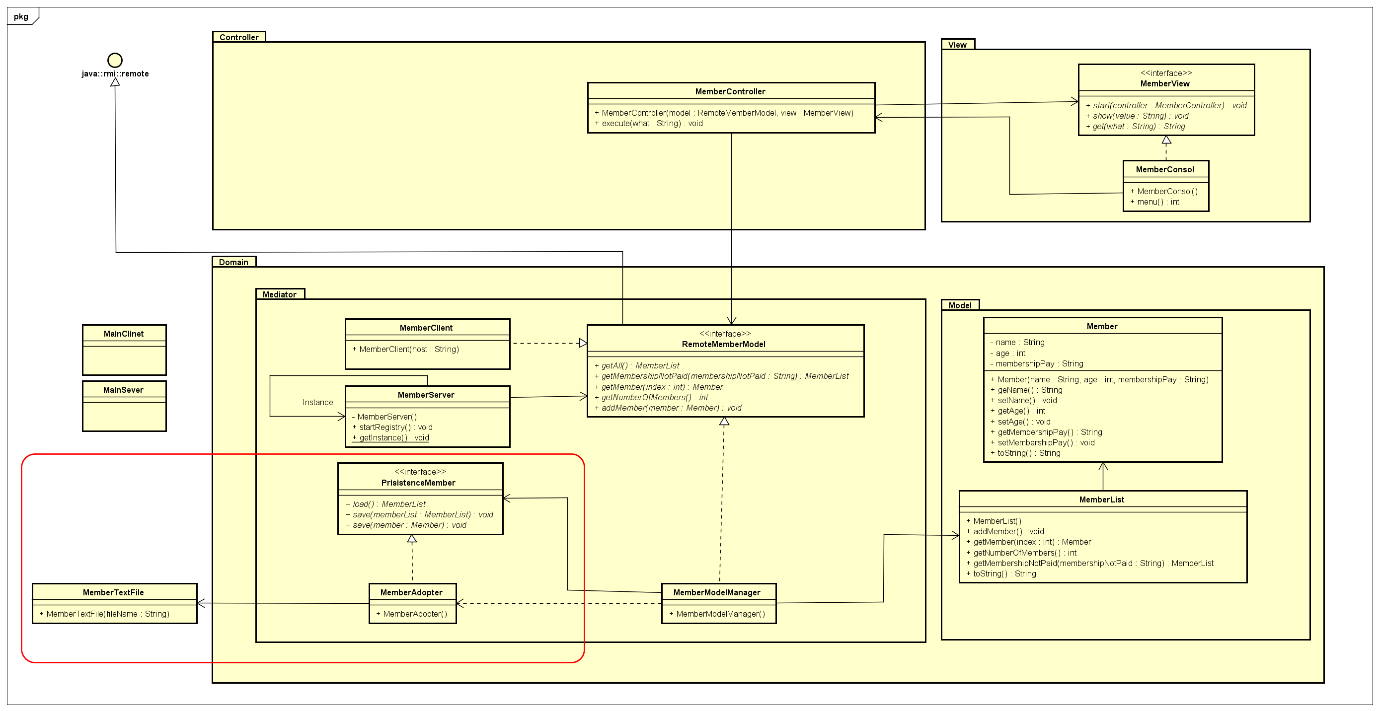 pkg
java::rmi::remote
Controller
MemberController
+ MemberController(model : RemoteMemberModel, view : MemberView)
+ execute(what : String) : void
View
<<interface>>
MemberView
+ start(controller : MemberController) : void
+ show(value : String) : void
+ get(what : String) : String
MemberConsol
+ MemberConsol()
+ menu() : int
Domain
Mediator
MemberClient
+ MemberClient(host : String)
MemberServer
- MemberServer()
+ startRegistry() : void
+ getInstance() : void
Instance
<<interface>>
RemoteMemberModel
+ getAll() : MemberList
+ getMembershipNotPaid(membershipNotPaid : String) : MemberList
+ getMember(index : int) : Member
+ getNumberOfMembers() : int
+ addMember(member : Member) : void
<<interface>>
PrisistenceMember
~ load() : MemberList
~ save(memberList : MemberList) : void
~ save(member : Member) : void
MemberAdopter
+ MemberAdopter()
MemberModelManager
+ MemberModelManager()
Model
Member
- name : String
- age : int
- membershipPay : String
+ Member(name : String, age : int, membershipPay : String)
+ geName() : String
+ setName() : void
+ getAge() : int
+ setAge() : void
+ getMembershipPay() : String
+ setMembershipPay() : void
+ toString() : String
MemberList
+ MemberList()
+ addMember() : void
+ getMember(index : int) : Member
+ getNumberOfMembers() : int
+ getMembershipNotPaid(membershipNotPaid : String) : MemberList
+ toString() : String
MainClinet
MainSever
MemberTextFile
+ MemberTextFile(fileName : String)